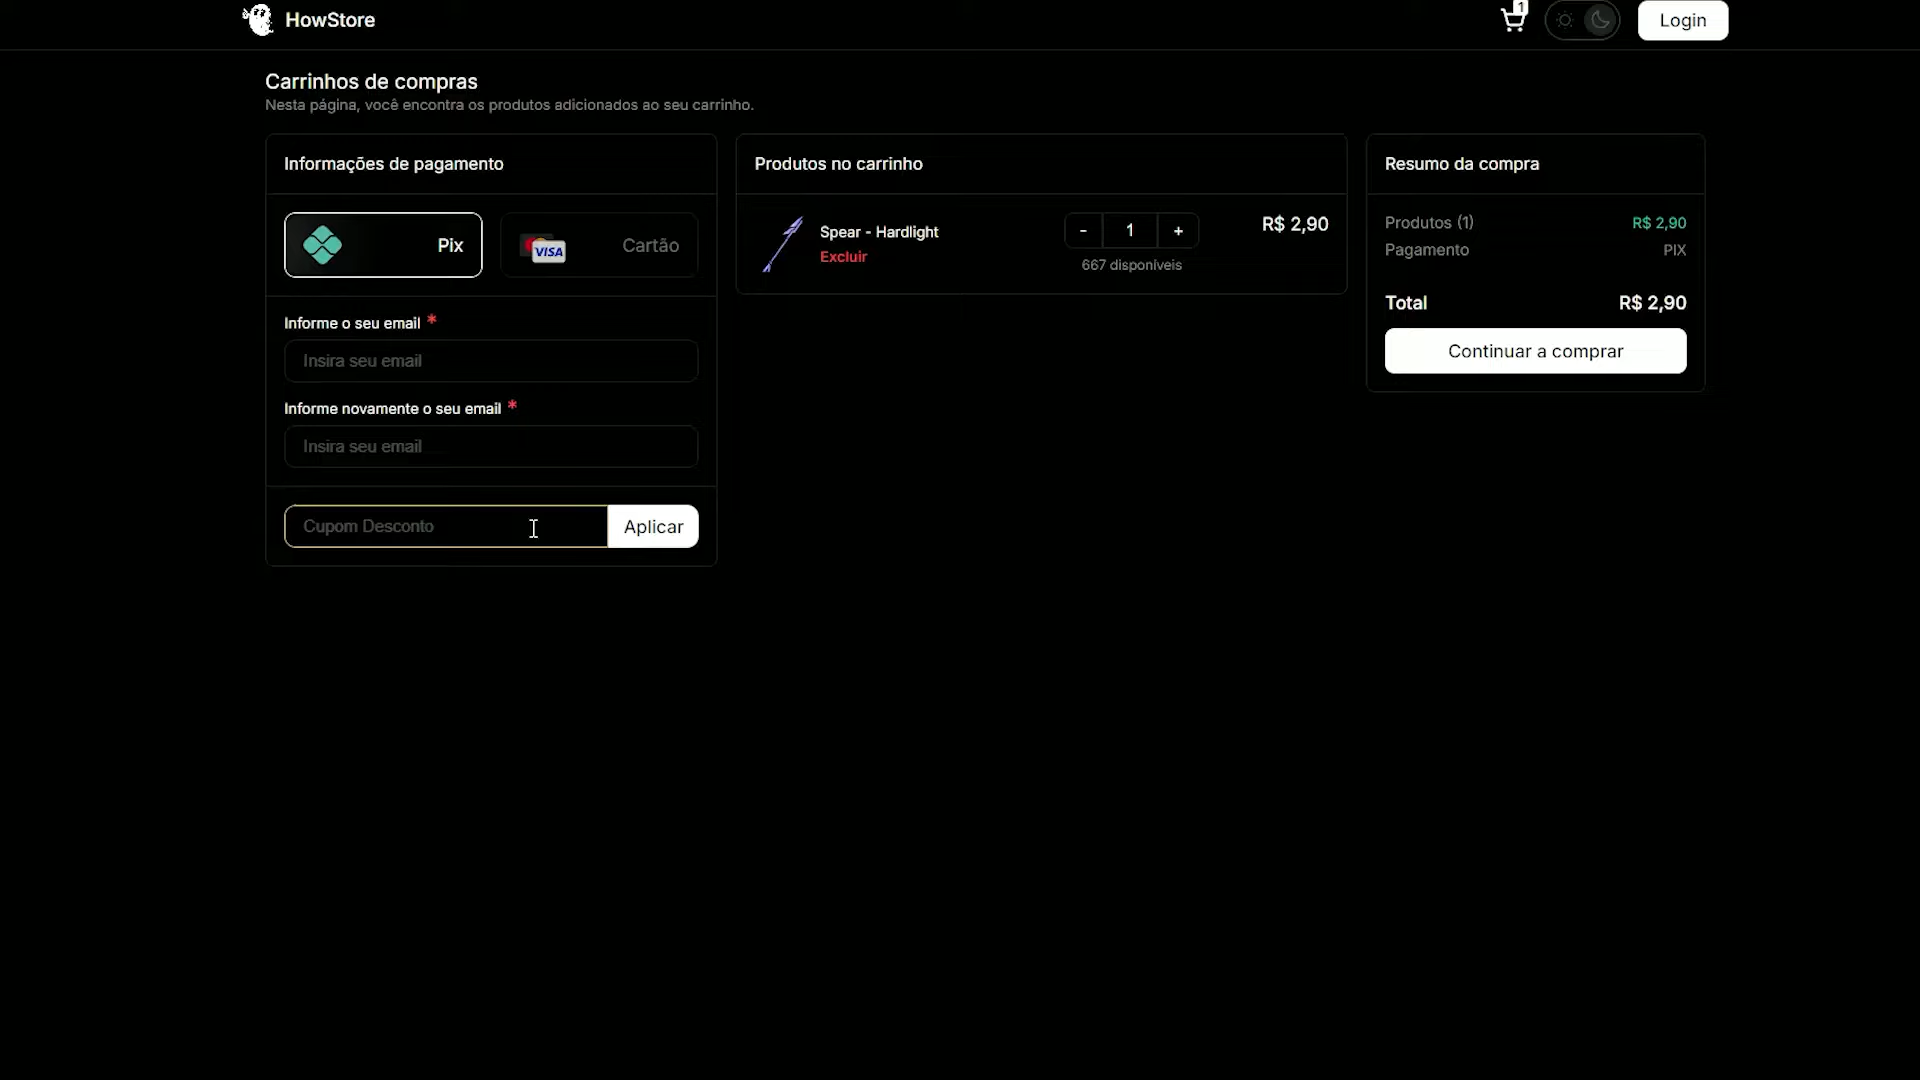 HowStore
1
Login
Carrinhos de compras
Nesta página, você encontra os produtos adicionados ao seu carrinho.
Informações de pagamento
Pix
VISA
Cartão
Informe o seu email *
Insira seu email
Informe novamente o seu email *
Insira seu email
Cupom Desconto
Aplicar
Produtos no carrinho
Spear - Hardlight
Excluir
- 1 +
667 disponíveis
R$ 2,90
Resumo da compra
Produtos (1) R$ 2,90
Pagamento PIX
Total R$ 2,90
Continuar a comprar